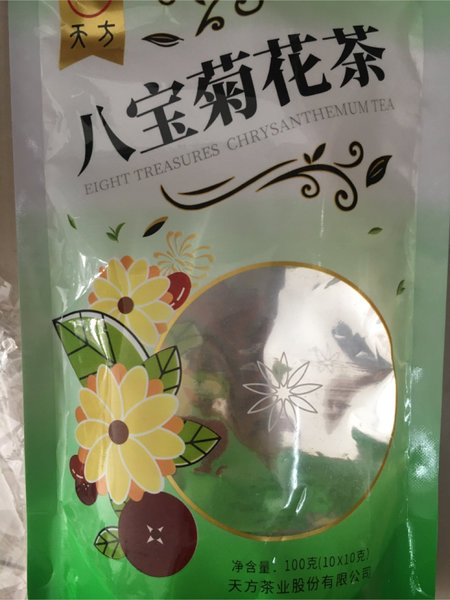 天方
八宝菊花茶
EIGHT TREASURES CHRYSANTHEMUM TEA
净含量：100克(10X10克)
天方茶业股份有限公司